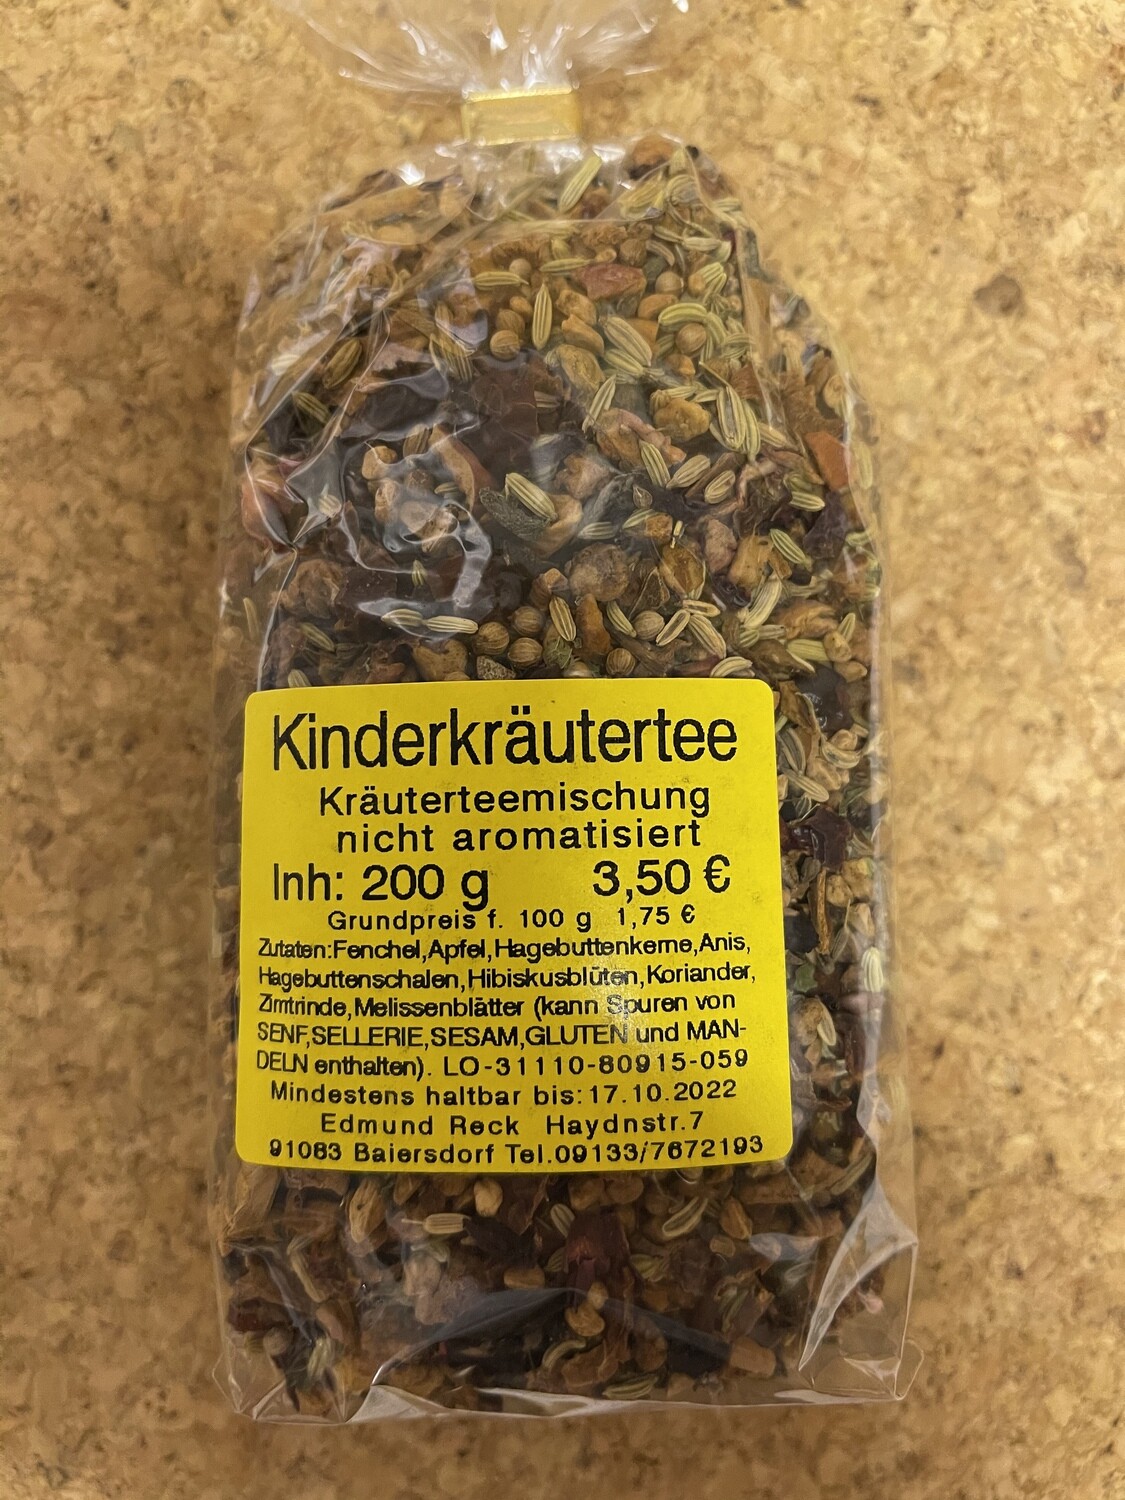 Kinderkräutertee
Kräuterteemischung
nicht aromatisiert
Inh: 200 g 3,50 €
Grundpreis f. 100 g 1,75 €
Zutaten:Fenchel,Apfel,Hagebuttenkerne,Anis,
Hagebuttenschalen,Hibiskusblüten,Koriander,
Zimtrinde,Melissenblätter (kann Spuren von
SENF,SELLERIE,SESAM,GLUTEN und MAN-
DELN enthalten). LO-31110-80915-059
Mindestens haltbar bis:17.10.2022
Edmund Reck Haydnstr.7
91083 Baiersdorf Tel.09133/7672193